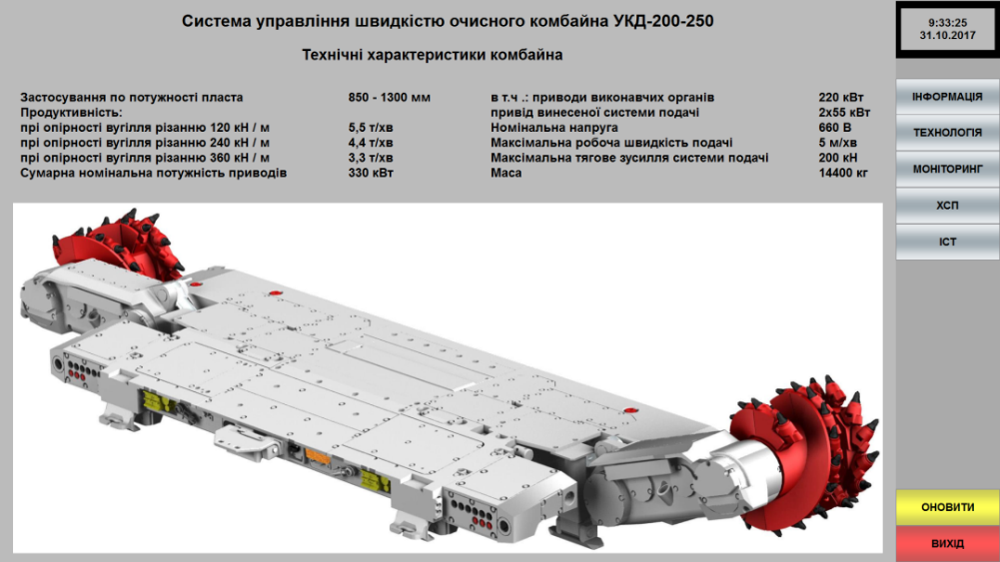 Система управління швидкістю очисного комбайна УКД-200-250
Технічні характеристики комбайна
9:33:25
31.10.2017
Застосування по потужності пласта 850 - 1300 мм
Продуктивність:
прі опірності вугілля різанню 120 кН / м 5,5 т/хв
прі опірності вугілля різанню 240 кН / м 4,4 т/хв
прі опірності вугілля різанню 360 кН / м 3,3 т/хв
Сумарна номінальна потужність приводів 330 кВт
в т.ч .: приводи виконавчих органів 220 кВт
привід винесеної системи подачі 2x55 кВт
Номінальна напруга 660 В
Максимальна робоча швидкість подачі 5 м/хв
Максимальна тягове зусилля системи подачі 200 кН
Маса 14400 кг
ІНФОРМАЦІЯ
ТЕХНОЛОГІЯ
МОНІТОРИНГ
ХСП
ІСТ
ОНОВИТИ
ВИХІД